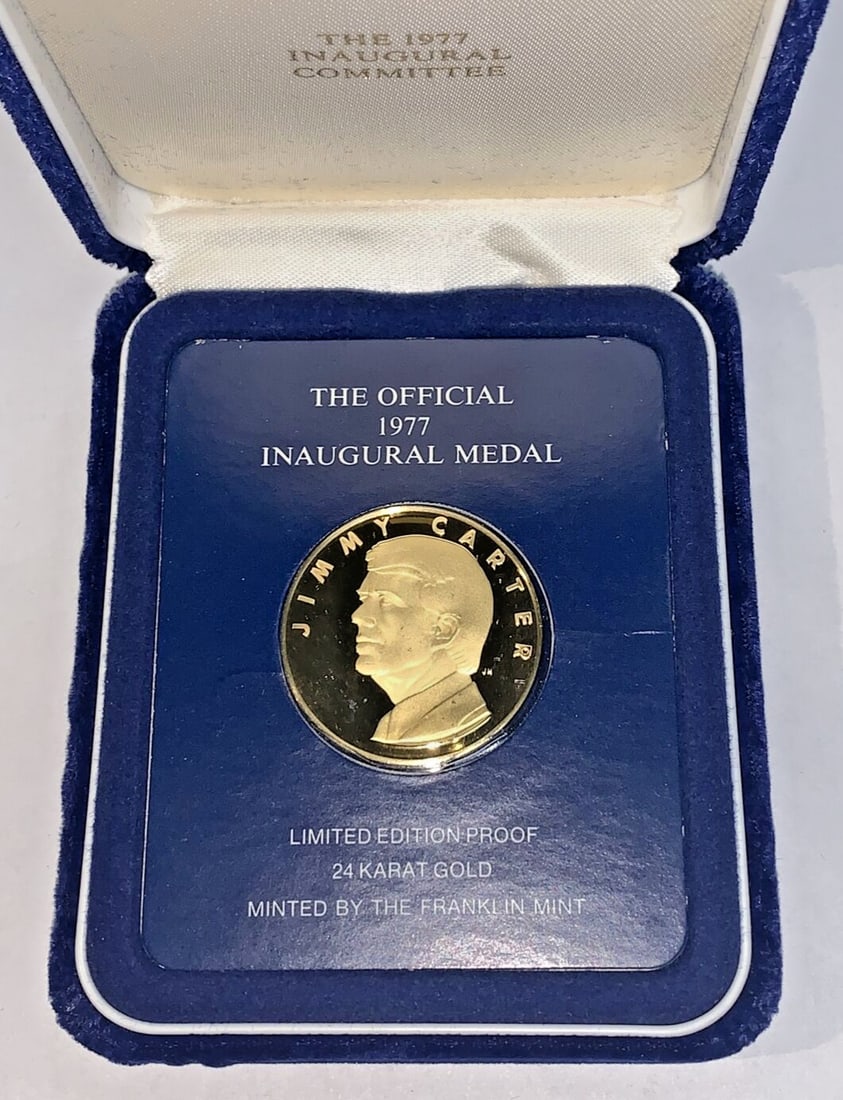 THE 1977
INAUGURAL
COMMITTEE
THE OFFICIAL
1977
INAUGURAL MEDAL
JIMMY CARTER
JM
LIMITED EDITION PROOF
24 KARAT GOLD
MINTED BY THE FRANKLIN MINT